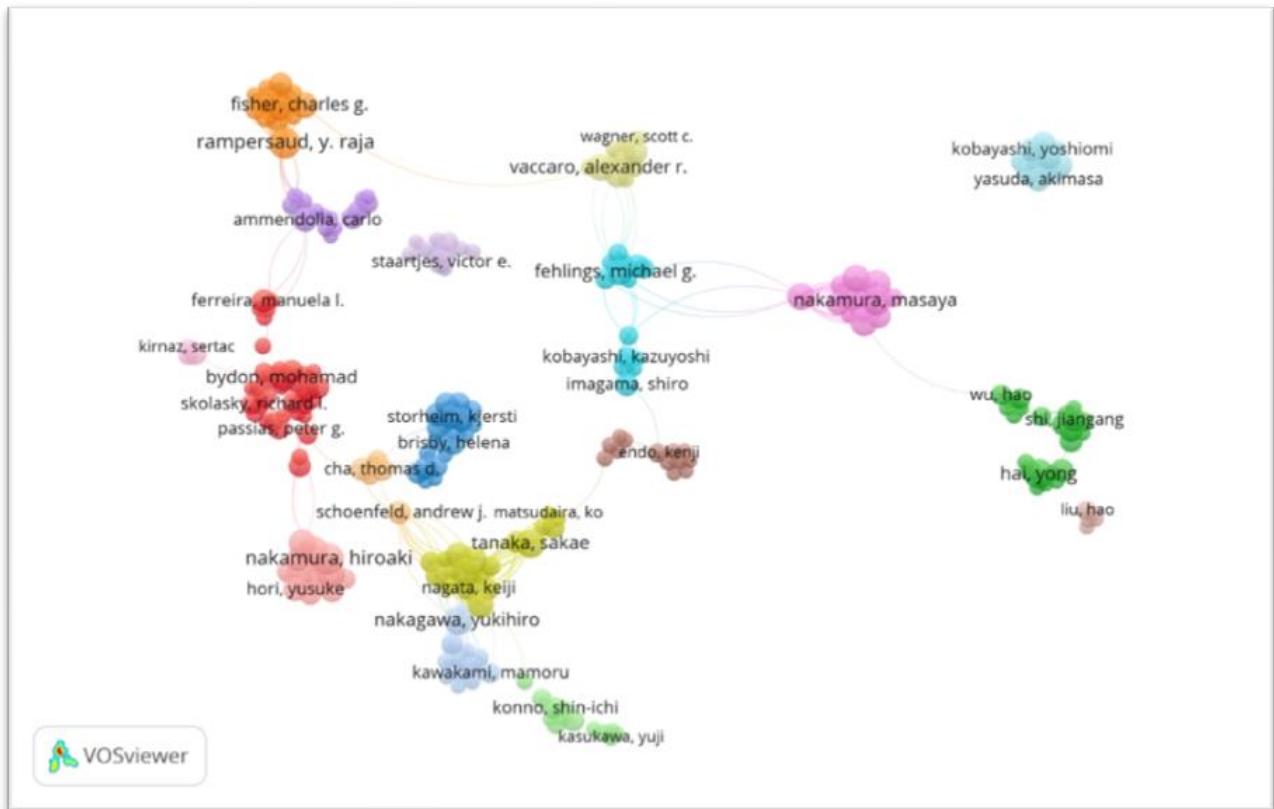 fisher, charles g.
rampersaud, y. raja
wagner, scott c.
vaccaro, alexander r.
kobayashi, yoshiomi
yasuda, akimasa
ammendolia, carlo
staartjes, victor e.
fehlings, michael g.
ferreira, manuela l.
nakamura, masaya
kirnaz, sertac
kobayashi, kazuyoshi
bydon, mohamad
imagama, shiro
skolasky, richard l.
wu, hao
storheim, kjersti
shi, jiangang
passias, peter g.
brisby, helena
endo, kenji
cha, thomas d.
hai, yong
schoenfeld, andrew j.
matsudaira, ko
liu, hao
tanaka, sakae
nakamura, hiroaki
hori, yusuke
nagata, keiji
nakagawa, yukihiro
kawakami, mamoru
konno, shin-ichi
kasukawa, yuji
VOSviewer